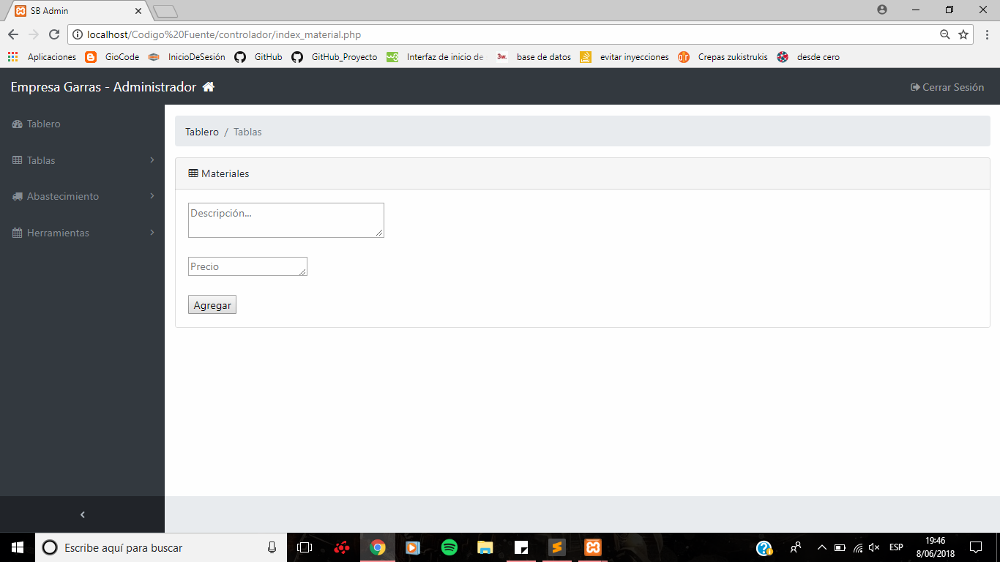 SB Admin
localhost/Codigo%20Fuente/controlador/index_material.php
Aplicaciones GioCode InicioDeSesión GitHub GitHub_Proyecto w3 Interfaz de inicio de 3w. base de datos evitar inyecciones Crepas zukistrukis desde cero
Empresa Garras - Administrador
Cerrar Sesión
Tablero
Tablas
Abastecimiento
Herramientas
Tablero / Tablas
Materiales
Descripción...
Precio
Agregar
Escribe aquí para buscar
ESP
19:46
8/06/2018